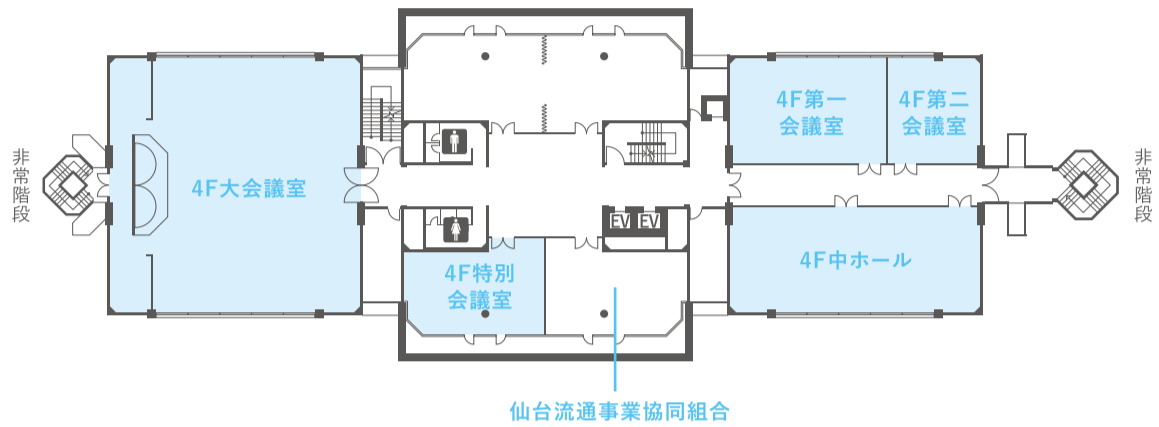 非常階段
4F大会議室
4F特別
会議室
EV
EV
仙台流通事業協同組合
4F第一
会議室
4F第二
会議室
4F中ホール
非常階段